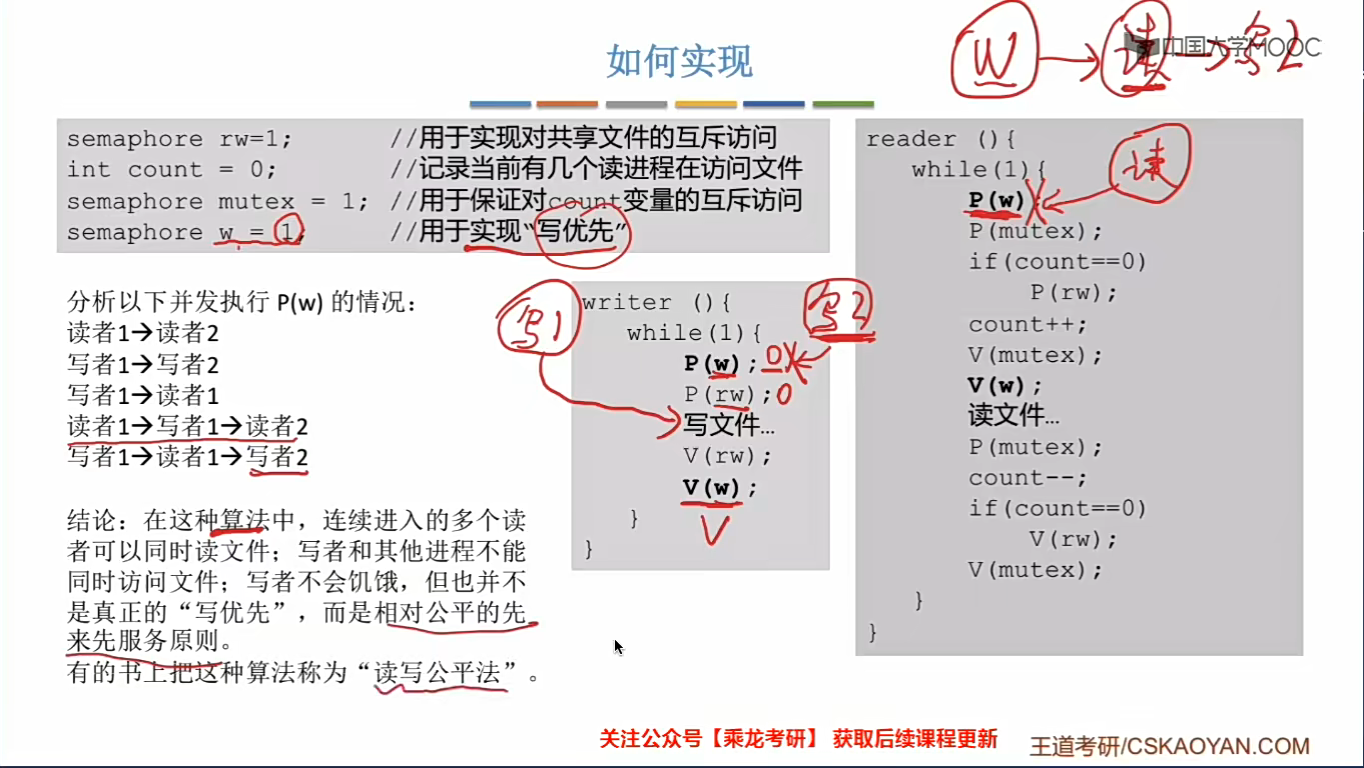 如何实现
中国大学MOOC
W → 读 → 写2
semaphore rw=1; //用于实现对共享文件的互斥访问
int count = 0; //记录当前有几个读进程在访问文件
semaphore mutex = 1; //用于保证对count变量的互斥访问
semaphore w = 1; //用于实现“写优先”
分析以下并发执行 P(w) 的情况：
读者1→读者2
写者1→写者2
写者1→读者1
读者1→写者1→读者2
写者1→读者1→写者2
结论：在这种算法中，连续进入的多个读
者可以同时读文件；写者和其他进程不能
同时访问文件；写者不会饥饿，但也并不
是真正的“写优先”，而是相对公平的先
来先服务原则。
有的书上把这种算法称为“读写公平法”。
写1
写2
writer (){
while(1){
P(w); 0
P(rw); 0
写文件…
V(rw);
V(w);
V
}
}
reader (){
while(1){
读
P(w)
P(mutex);
if(count==0)
P(rw);
count++;
V(mutex);
V(w);
读文件…
P(mutex);
count--;
if(count==0)
V(rw);
V(mutex);
}
}
关注公众号【乘龙考研】 获取后续课程更新
王道考研/CSKAOYAN.COM